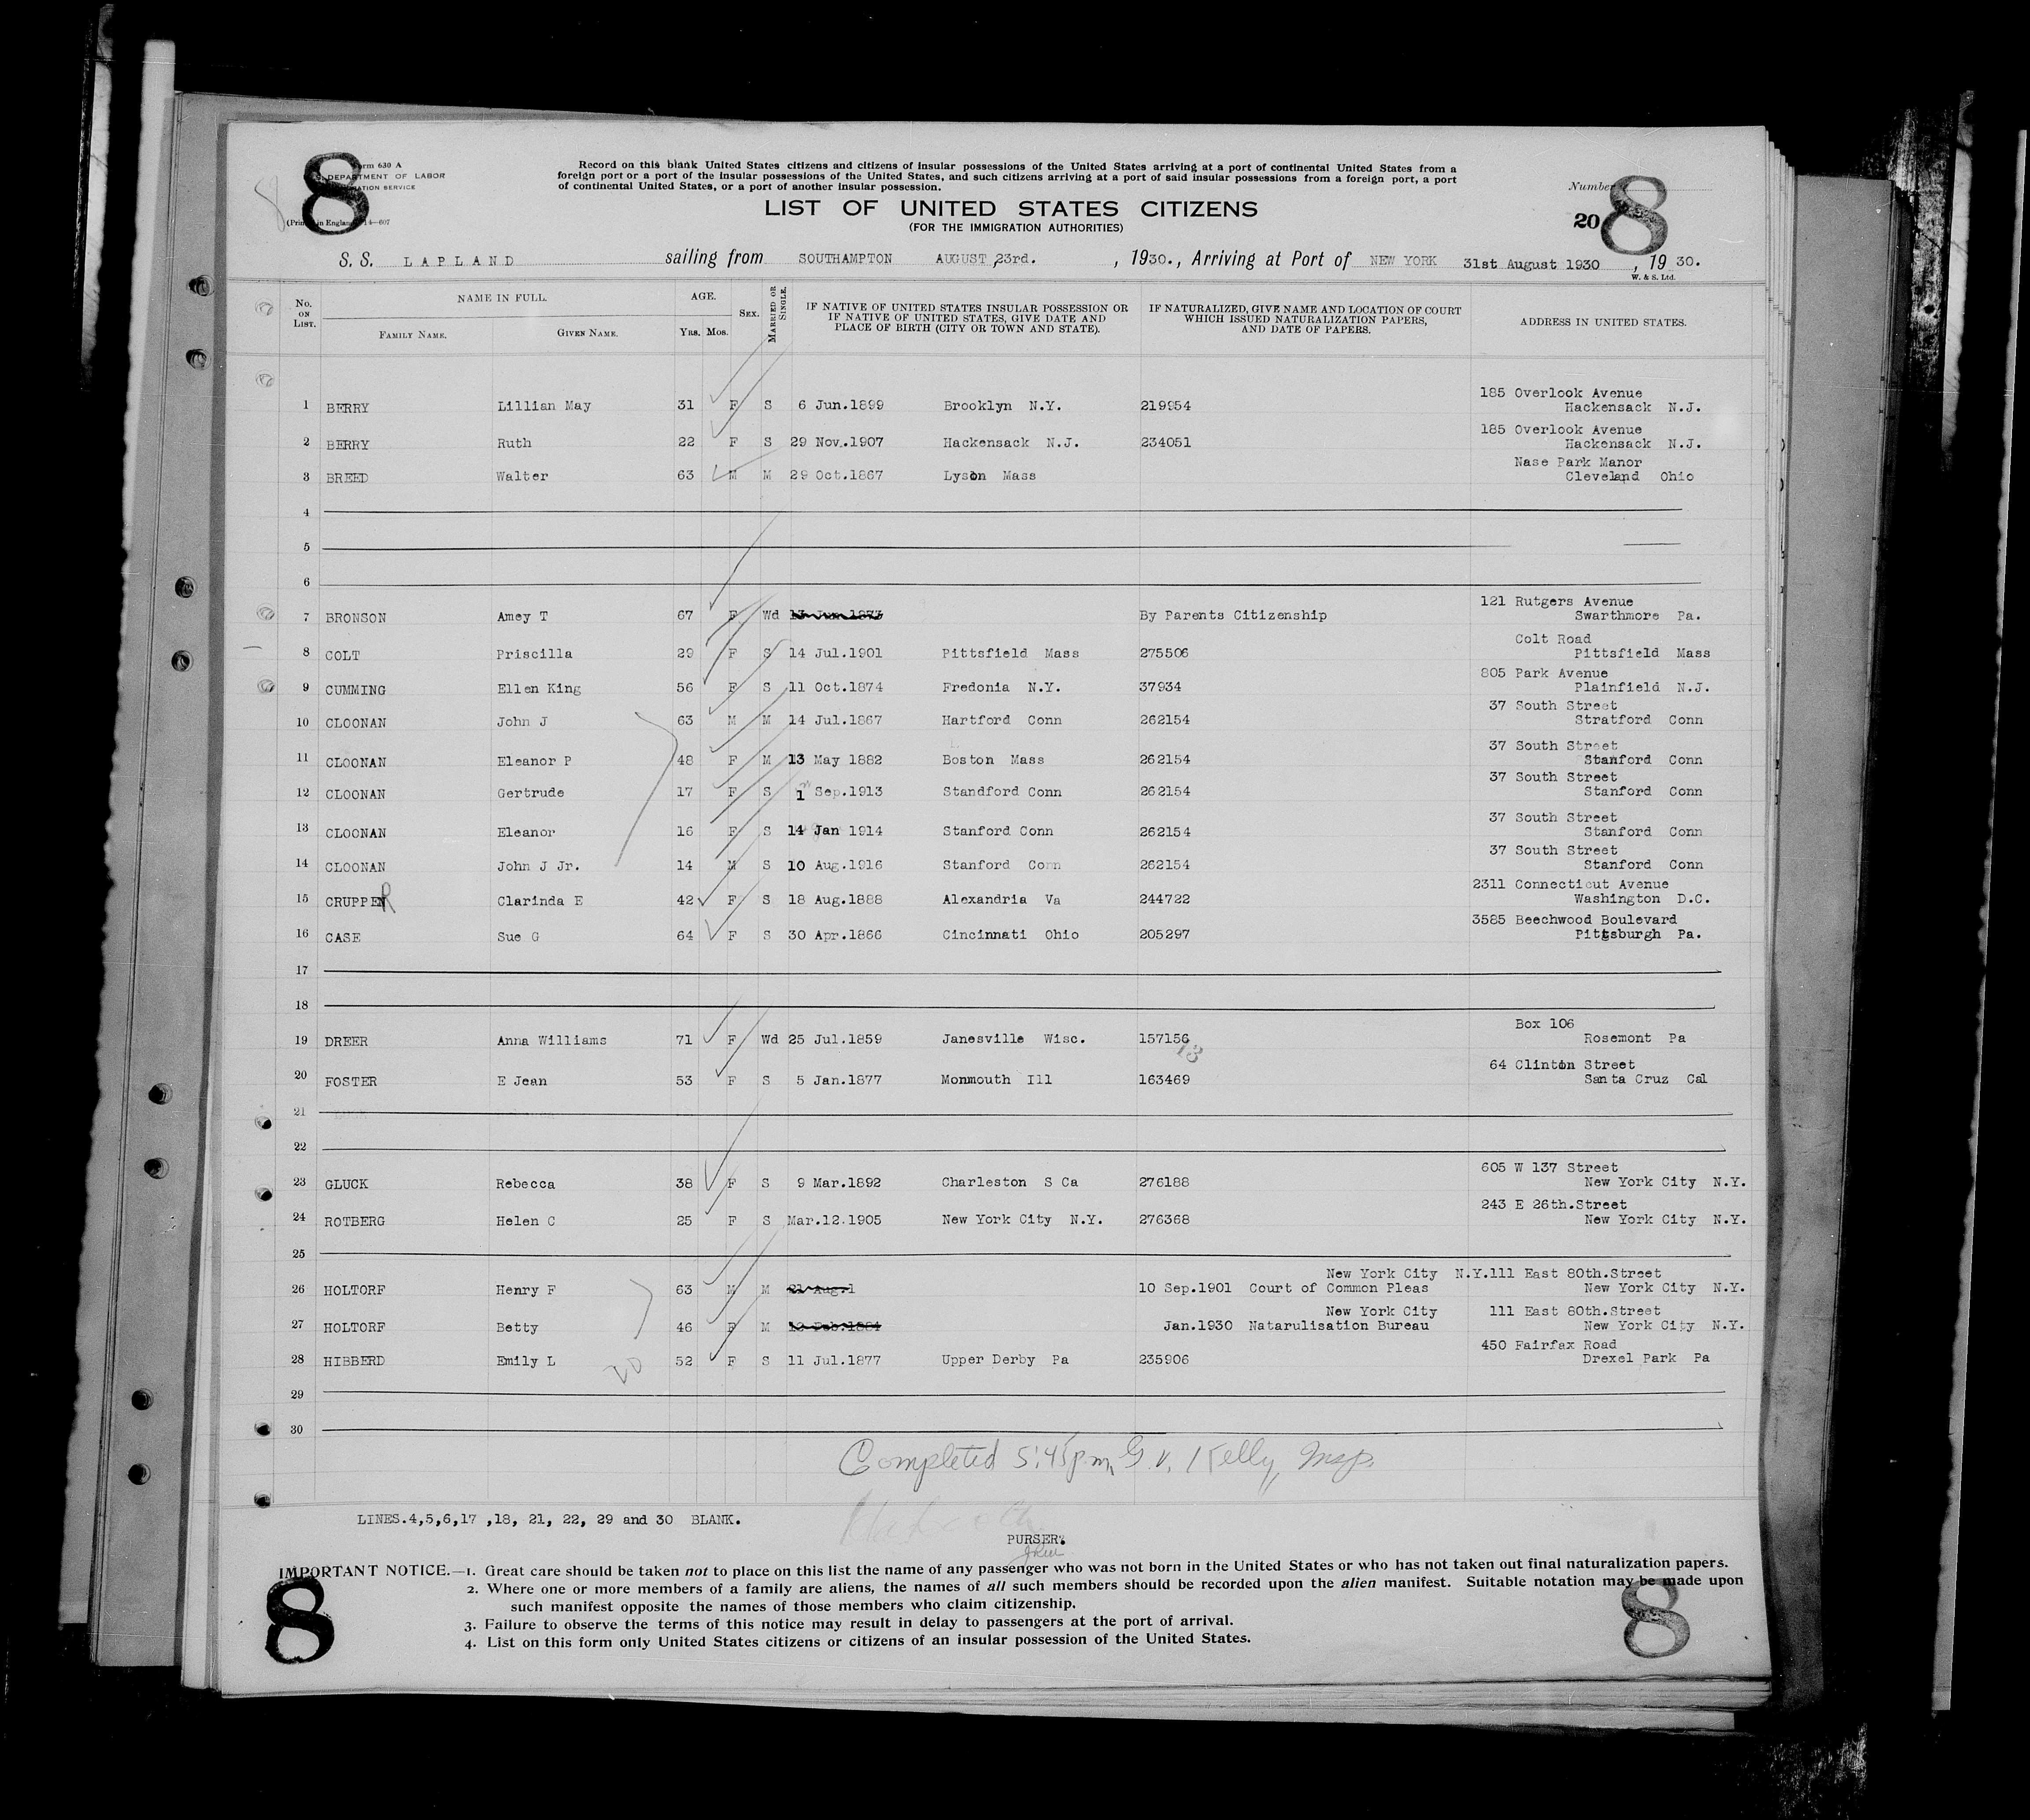 8
Form 630 A
DEPARTMENT OF LABOR
IMMIGRATION SERVICE
(Printed in England) 14-607
Record on this blank United States citizens and citizens of insular possessions of the United States arriving at a port of continental United States from a
foreign port or a port of the insular possessions of the United States, and such citizens arriving at a port of said insular possessions from a foreign port, a port
of continental United States, or a port of another insular possession.
LIST OF UNITED STATES CITIZENS
(FOR THE IMMIGRATION AUTHORITIES)
Number
20 8
S. S. LAPLAND sailing from SOUTHAMPTON AUGUST 23rd. , 1930., Arriving at Port of NEW YORK 31st August 1930 , 19 30.
W. & S. Ltd.
No. ON LIST. NAME IN FULL. AGE. SEX. MARRIED OR SINGLE. IF NATIVE OF UNITED STATES INSULAR POSSESSION OR IF NATIVE OF UNITED STATES, GIVE DATE AND PLACE OF BIRTH (CITY OR TOWN AND STATE). IF NATURALIZED, GIVE NAME AND LOCATION OF COURT WHICH ISSUED NATURALIZATION PAPERS, AND DATE OF PAPERS. ADDRESS IN UNITED STATES.
FAMILY NAME. GIVEN NAME. YRS. MOS.
185 Overlook Avenue
1 BERRY Lillian May 31 F S 6 Jun.1899 Brooklyn N.Y. 219954 Hackensack N.J.
185 Overlook Avenue
2 BERRY Ruth 22 F S 29 Nov.1907 Hackensack N.J. 234051 Hackensack N.J.
Nase Park Manor
3 BREED Walter 63 M M 29 Oct.1867 Lyson Mass Cleveland Ohio
4
5
6
121 Rutgers Avenue
7 BRONSON Amey T 67 F Wd 13 Jun.1873 By Parents Citizenship Swarthmore Pa.
Colt Road
8 COLT Priscilla 29 F S 14 Jul.1901 Pittsfield Mass 275506 Pittsfield Mass
805 Park Avenue
9 CUMMING Ellen King 56 F S 11 Oct.1874 Fredonia N.Y. 37934 Plainfield N.J.
37 South Street
10 CLOONAN John J 63 M M 14 Jul.1867 Hartford Conn 262154 Stratford Conn
37 South Street
11 CLOONAN Eleanor P 48 F M 13 May 1882 Boston Mass 262154 Stanford Conn
37 South Street
12 CLOONAN Gertrude 17 F S 1 Sep.1913 Standford Conn 262154 Stanford Conn
37 South Street
13 CLOONAN Eleanor 16 F S 14 Jan 1914 Stanford Conn 262154 Stanford Conn
37 South Street
14 CLOONAN John J Jr. 14 M S 10 Aug.1916 Stanford Conn 262154 Stanford Conn
2311 Connecticut Avenue
15 CRUPPER Clarinda E 42 F S 18 Aug.1888 Alexandria Va 244722 Washington D.C.
3585 Beechwood Boulevard
16 CASE Sue G 64 F S 30 Apr.1866 Cincinnati Ohio 205297 Pittsburgh Pa.
17
18
Box 106
19 DREER Anna Williams 71 F Wd 25 Jul.1859 Janesville Wisc. 157156 Rosemont Pa
13
64 Clinton Street
20 FOSTER E Jean 53 F S 5 Jan.1877 Monmouth Ill 163469 Santa Cruz Cal
21
22
605 W 137 Street
23 GLUCK Rebecca 38 F S 9 Mar.1892 Charleston S Ca 276188 New York City N.Y.
243 E 26th.Street
24 ROTBERG Helen C 25 F S Mar.12.1905 New York City N.Y. 276368 New York City N.Y.
25
New York City N.Y. 111 East 80th.Street
26 HOLTORF Henry F 63 M M 21 Aug.1 10 Sep.1901 Court of Common Pleas New York City N.Y.
New York City 111 East 80th.Street
27 HOLTORF Betty 46 F M 12 Feb.1884 Jan.1930 Natarulisation Bureau New York City N.Y.
450 Fairfax Road
28 HIBBERD Emily L 52 F S 11 Jul.1877 Upper Derby Pa 235906 Drexel Park Pa
20
29
30
Completed 5:45 p.m. G. V. Kelly, Insp.
LINES.4,5,6,17 ,18, 21, 22, 29 and 30 BLANK.
PURSER.
IMPORTANT NOTICE.—1. Great care should be taken not to place on this list the name of any passenger who was not born in the United States or who has not taken out final naturalization papers.
2. Where one or more members of a family are aliens, the names of all such members should be recorded upon the alien manifest. Suitable notation may be made upon
such manifest opposite the names of those members who claim citizenship.
3. Failure to observe the terms of this notice may result in delay to passengers at the port of arrival.
4. List on this form only United States citizens or citizens of an insular possession of the United States.
8
8